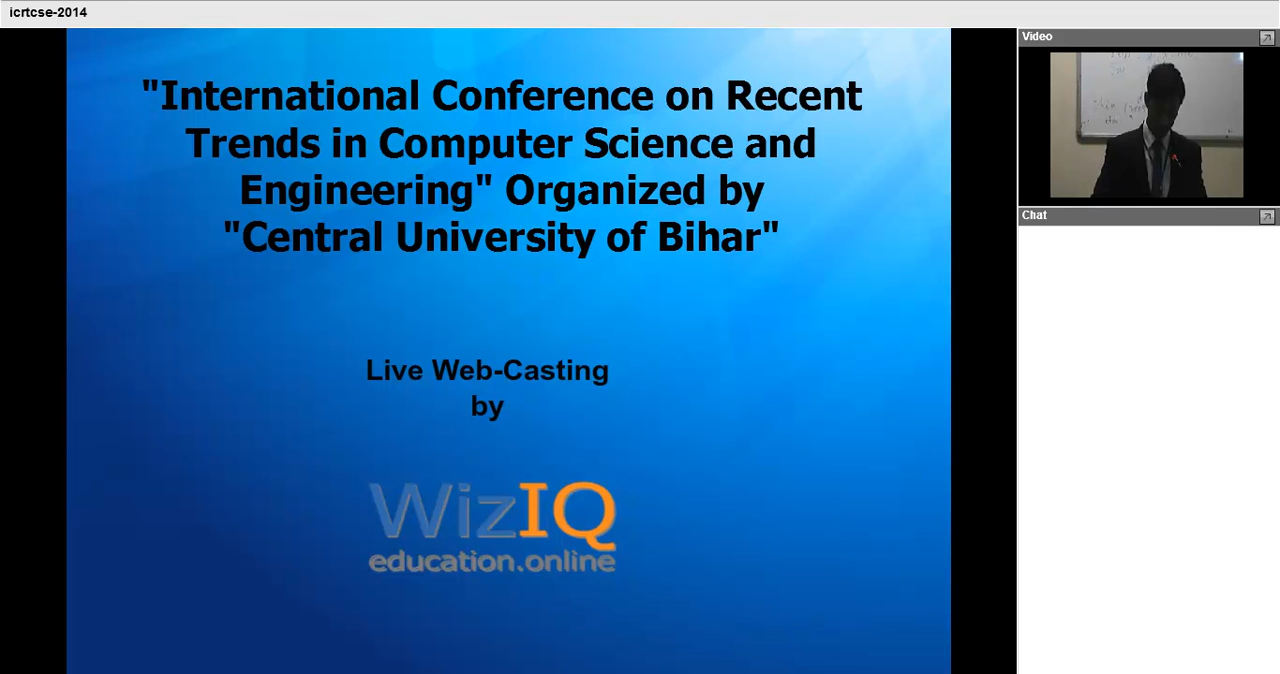 icrtcse-2014
"International Conference on Recent
Trends in Computer Science and
Engineering" Organized by
"Central University of Bihar"
Live Web-Casting
by
WizIQ
education.online
Video
Chat